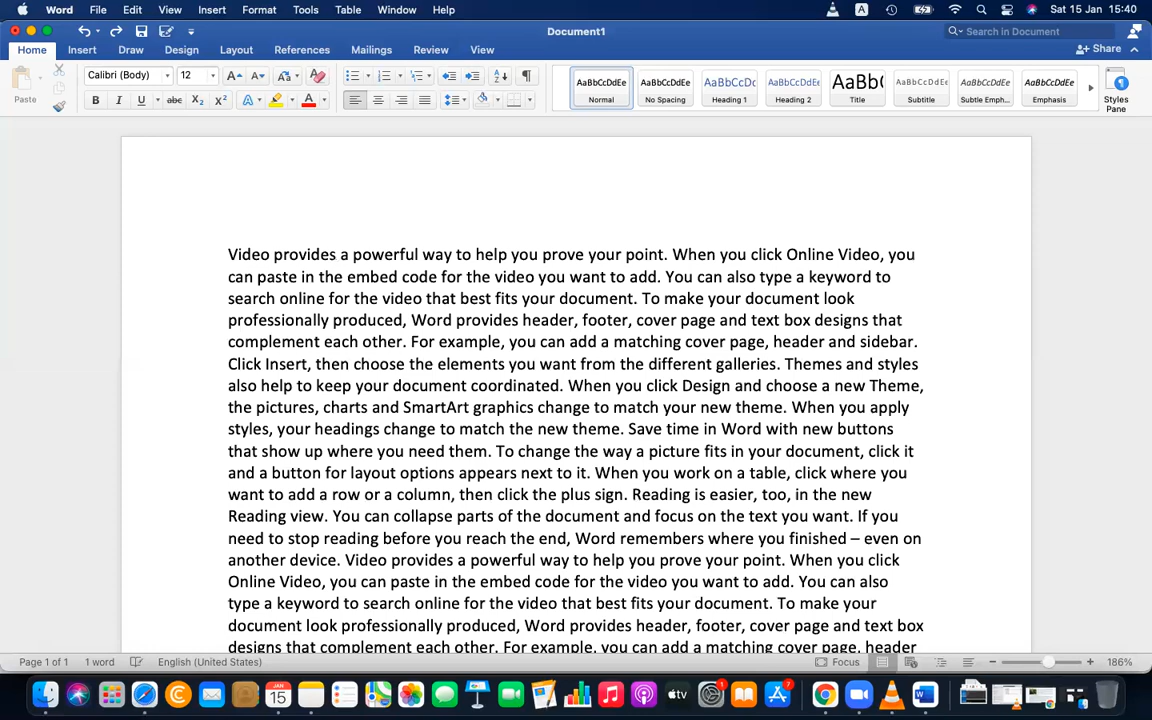 Word File Edit View Insert Format Tools Table Window Help A Sat 15 Jan 15:40
Document1 Search in Document
Home Insert Draw Design Layout References Mailings Review View Share
Calibri (Body) 12 Aa AaBbCcDdEe AaBbCcDdEe AaBbCcDc AaBbCcDdEe AaBb( AaBbCcDdEe AaBbCcDdEe AaBbCcDdEe
Paste B I U abc X2 X2 A A Normal No Spacing Heading 1 Heading 2 Title Subtitle Subtle Emph... Emphasis Styles Pane
Video provides a powerful way to help you prove your point. When you click Online Video, you
can paste in the embed code for the video you want to add. You can also type a keyword to
search online for the video that best fits your document. To make your document look
professionally produced, Word provides header, footer, cover page and text box designs that
complement each other. For example, you can add a matching cover page, header and sidebar.
Click Insert, then choose the elements you want from the different galleries. Themes and styles
also help to keep your document coordinated. When you click Design and choose a new Theme,
the pictures, charts and SmartArt graphics change to match your new theme. When you apply
styles, your headings change to match the new theme. Save time in Word with new buttons
that show up where you need them. To change the way a picture fits in your document, click it
and a button for layout options appears next to it. When you work on a table, click where you
want to add a row or a column, then click the plus sign. Reading is easier, too, in the new
Reading view. You can collapse parts of the document and focus on the text you want. If you
need to stop reading before you reach the end, Word remembers where you finished – even on
another device. Video provides a powerful way to help you prove your point. When you click
Online Video, you can paste in the embed code for the video you want to add. You can also
type a keyword to search online for the video that best fits your document. To make your
document look professionally produced, Word provides header, footer, cover page and text box
designs that complement each other. For example, you can add a matching cover page, header
Page 1 of 1 1 word English (United States) Focus 186%
JAN 15 tv 1 7 W